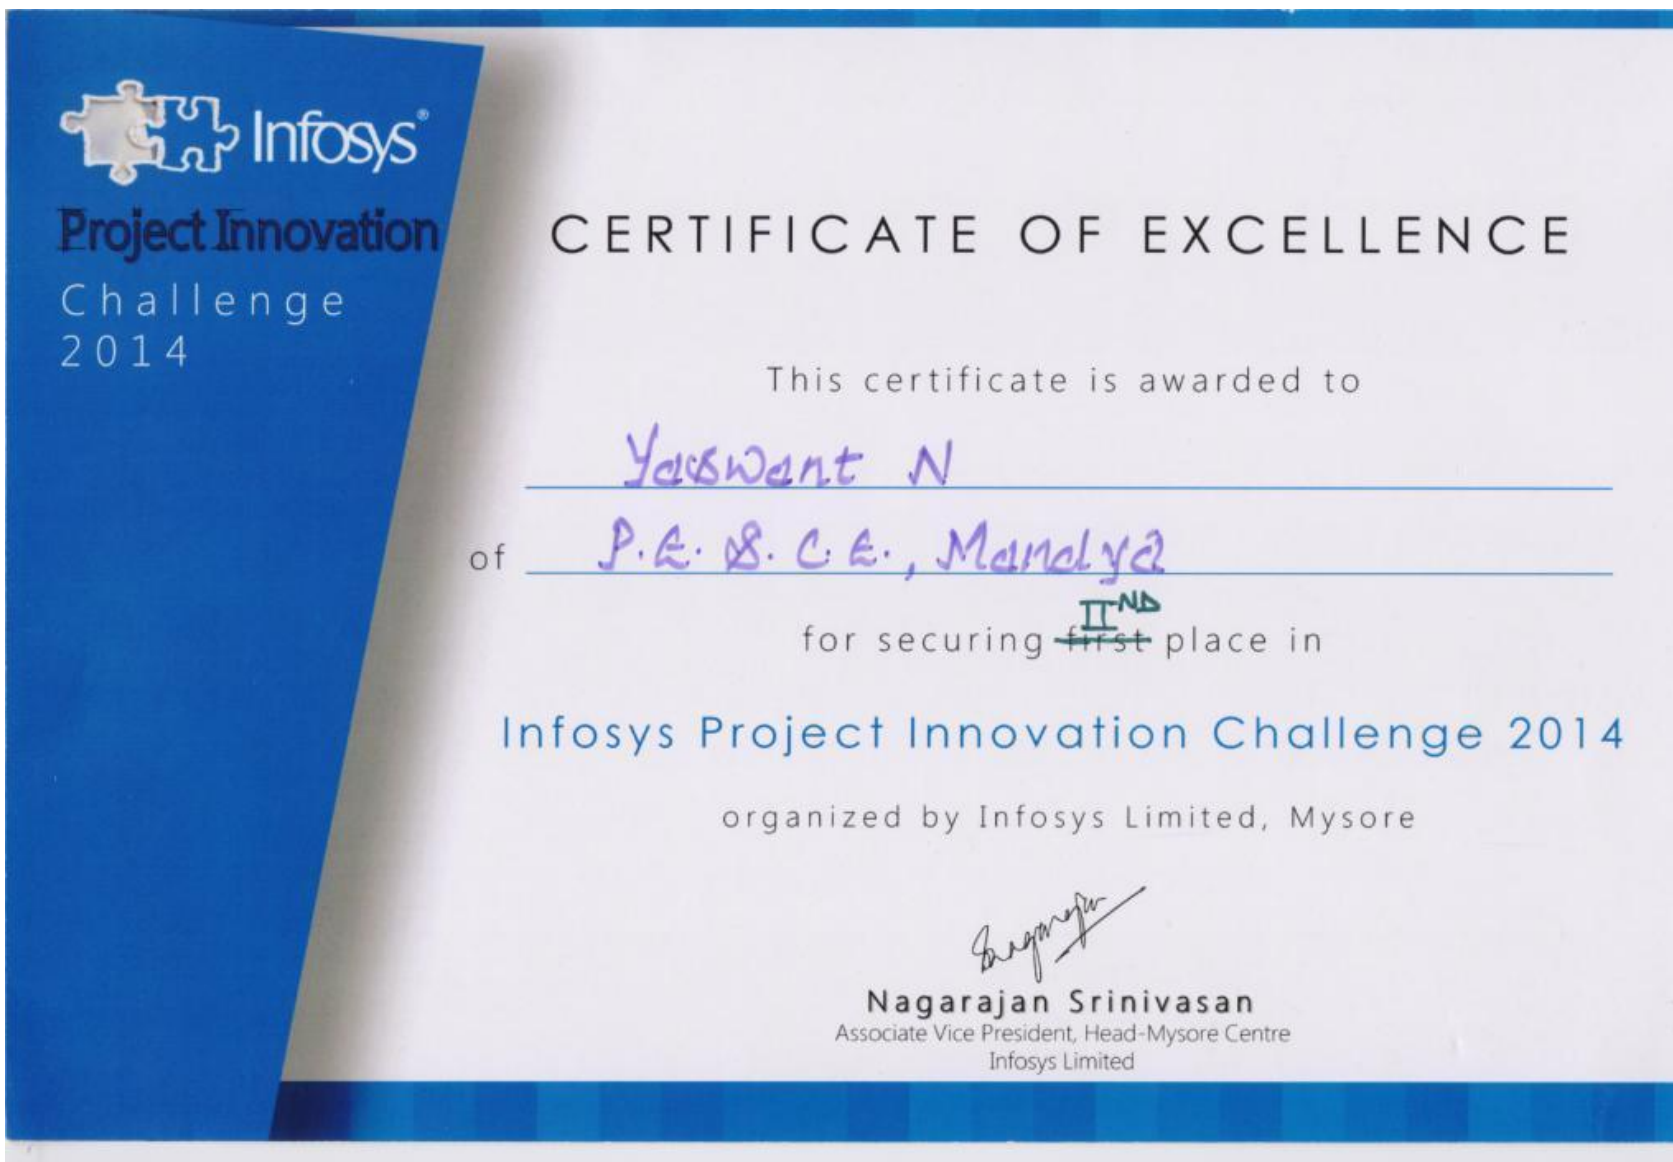 Infosys®
Project Innovation
Challenge
2014
CERTIFICATE OF EXCELLENCE
This certificate is awarded to
Yaswant N
of P.E.S.C.E., Mandya
IIND
for securing first place in
Infosys Project Innovation Challenge 2014
organized by Infosys Limited, Mysore
Nagarajan Srinivasan
Associate Vice President, Head-Mysore Centre
Infosys Limited